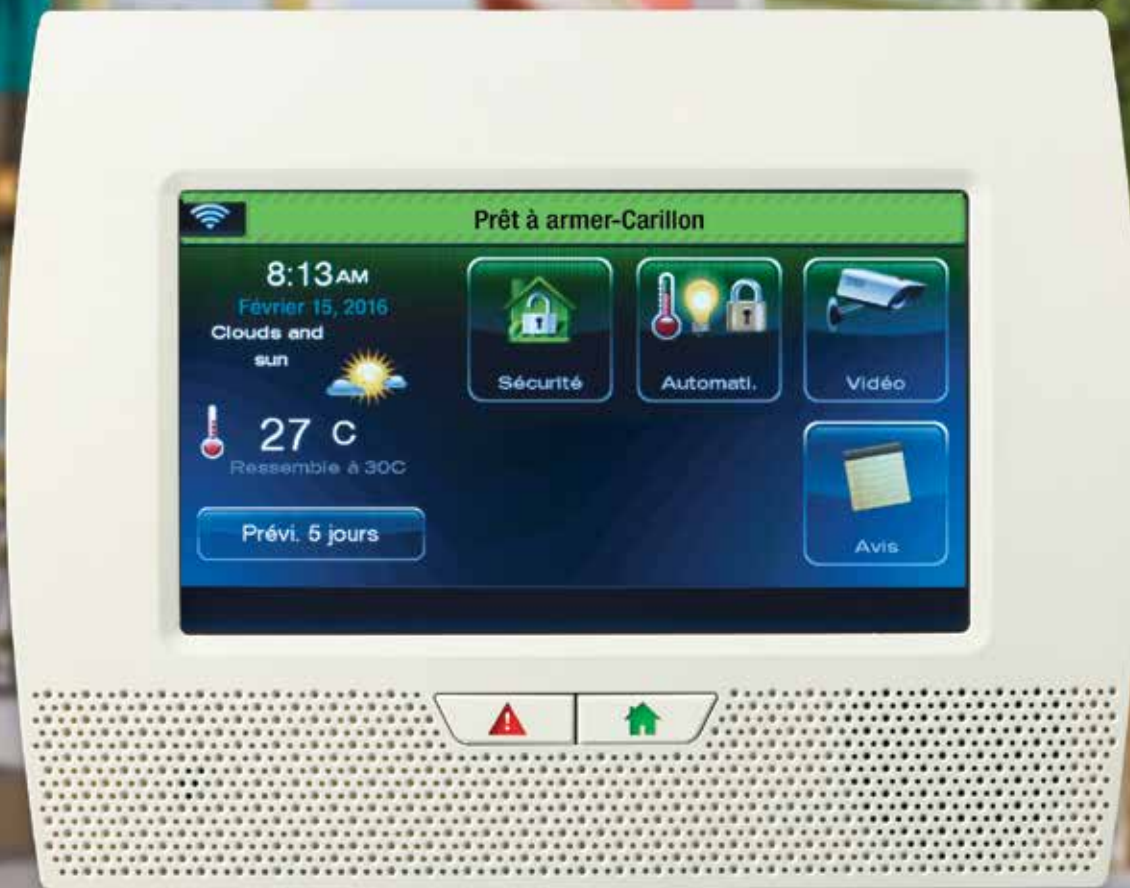 Prêt à armer-Carillon
8:13AM
Février 15, 2016
Clouds and
sun
27 C
Ressemble à 30C
Prévi. 5 jours
Sécurité
Automati.
Vidéo
Avis